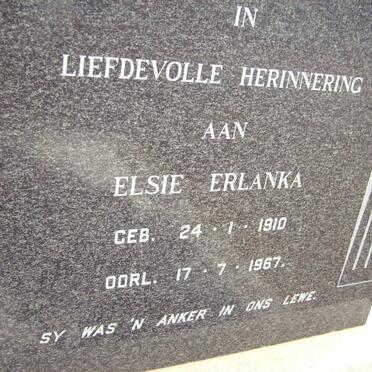 IN
LIEFDEVOLLE HERINNERING
AAN
ELSIE ERLANKA
GEB. 24 · 1 · 1910
OORL. 17 · 7 · 1967.
SY WAS 'N ANKER IN ONS LEWE.